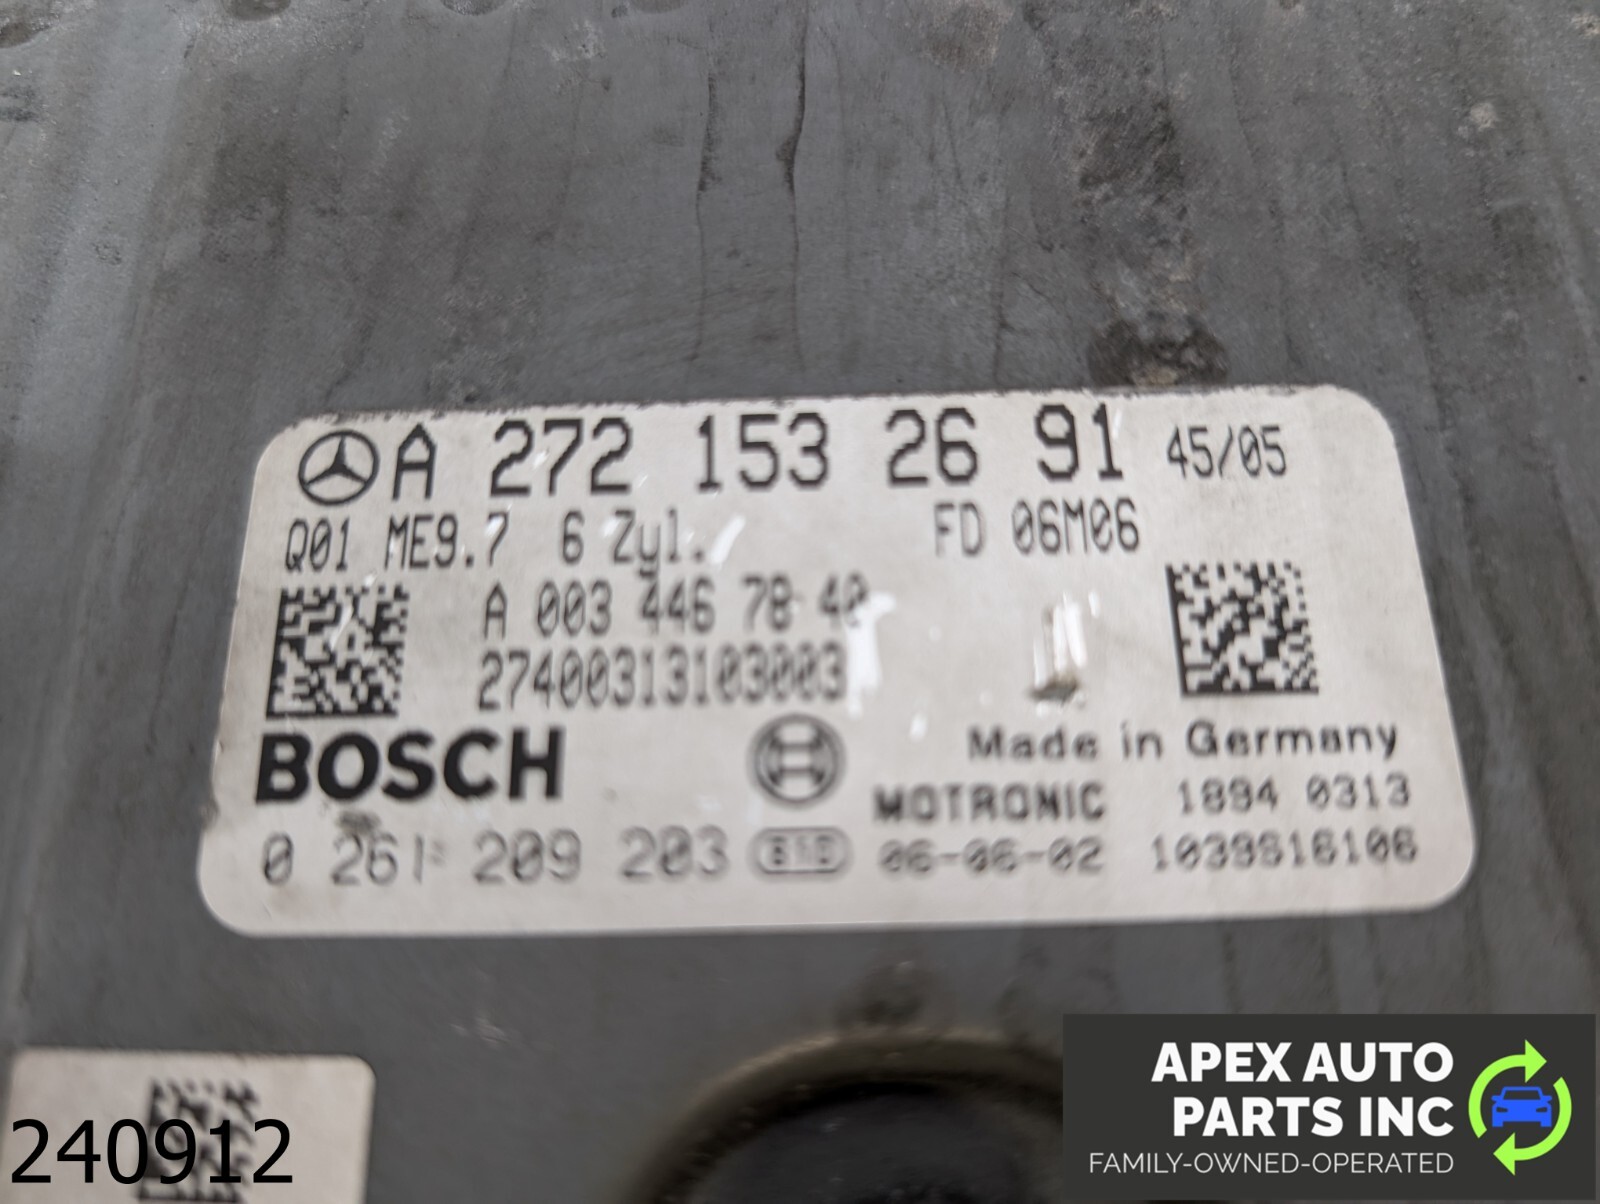 A 272 153 26 91 45/05
Q01 ME9.7 6 Zyl. FD 06M06
A 003 446 78 40
27400313103003
BOSCH
Made in Germany
MOTRONIC 1894 0313
0 261 209 203 06-06-02 1039S16106
240912
APEX AUTO
PARTS INC
FAMILY-OWNED-OPERATED